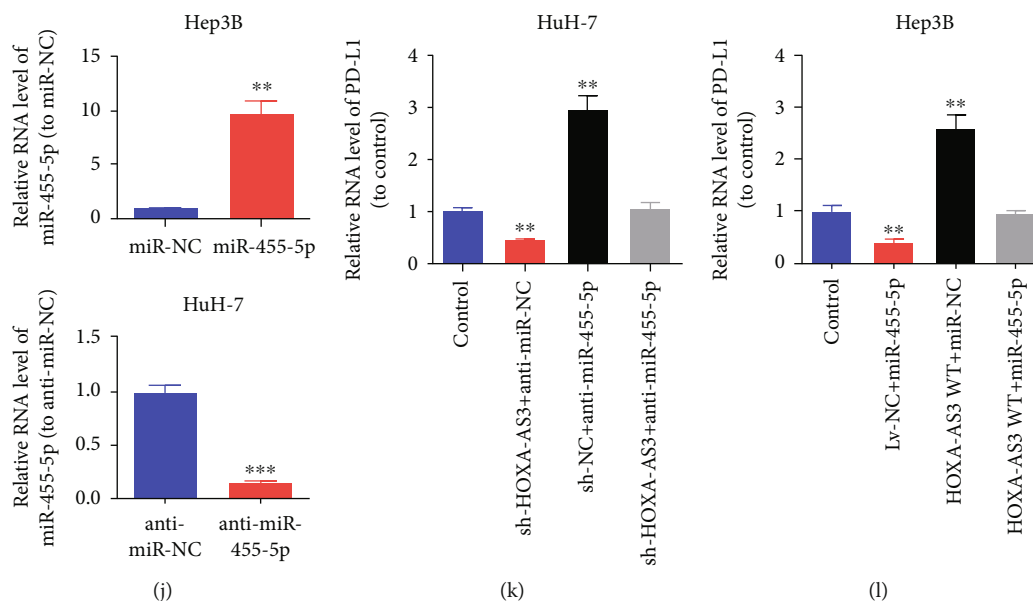 Hep3B
Relative RNA level of
miR-455-5p (to miR-NC)
15
10
5
0
**
miR-NC
miR-455-5p
HuH-7
Relative RNA level of
miR-455-5p (to anti-miR-NC)
1.5
1.0
0.5
0.0
***
anti-
miR-NC
anti-miR-
455-5p
(j)
HuH-7
Relative RNA level of PD-L1
(to control)
4
3
2
1
0
**
**
Control
sh-HOXA-AS3+anti-miR-NC
sh-NC+anti-miR-455-5p
sh-HOXA-AS3+anti-miR-455-5p
(k)
Hep3B
Relative RNA level of PD-L1
(to control)
4
3
2
1
0
**
**
Control
Lv-NC+miR-455-5p
HOXA-AS3 WT+miR-NC
HOXA-AS3 WT+miR-455-5p
(l)